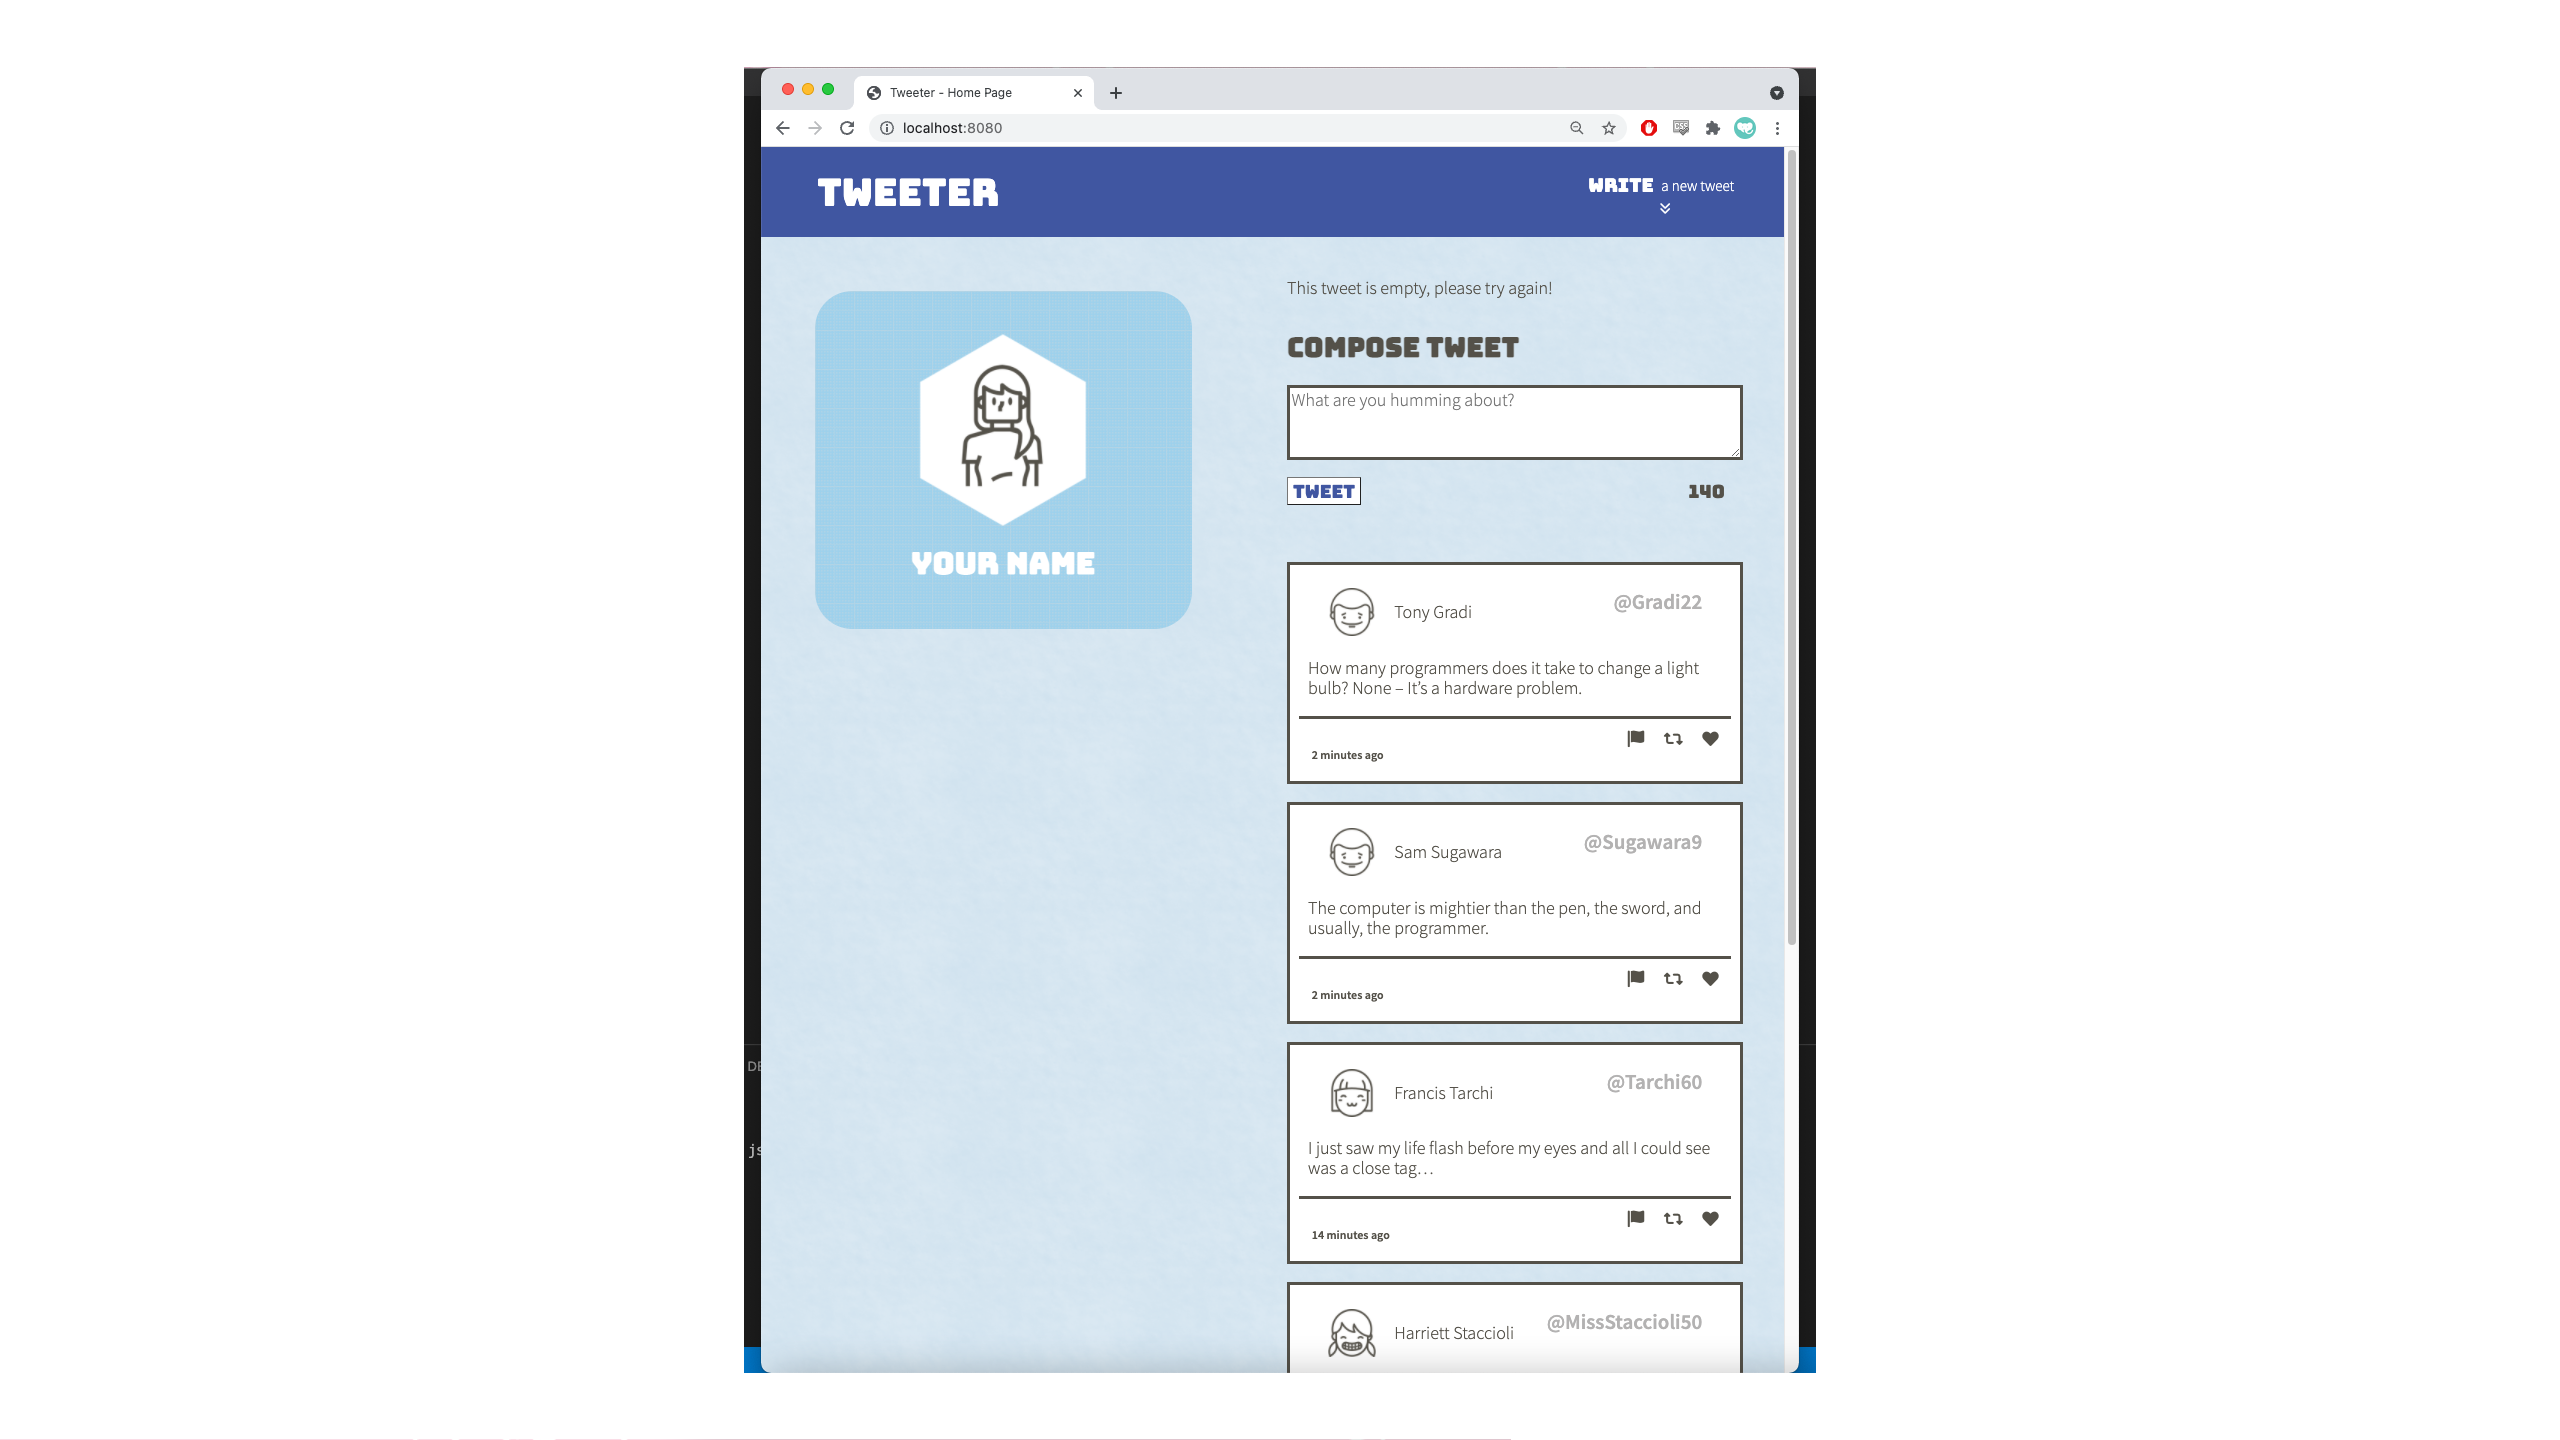 Tweeter - Home Page
localhost:8080
TWEETER
WRITE a new tweet
This tweet is empty, please try again!
COMPOSE TWEET
What are you humming about?
TWEET
140
YOUR NAME
Tony Gradi
@Gradi22
How many programmers does it take to change a light
bulb? None – It's a hardware problem.
2 minutes ago
Sam Sugawara
@Sugawara9
The computer is mightier than the pen, the sword, and
usually, the programmer.
2 minutes ago
Francis Tarchi
@Tarchi60
I just saw my life flash before my eyes and all I could see
was a close tag…
14 minutes ago
Harriett Staccioli
@MissStaccioli50